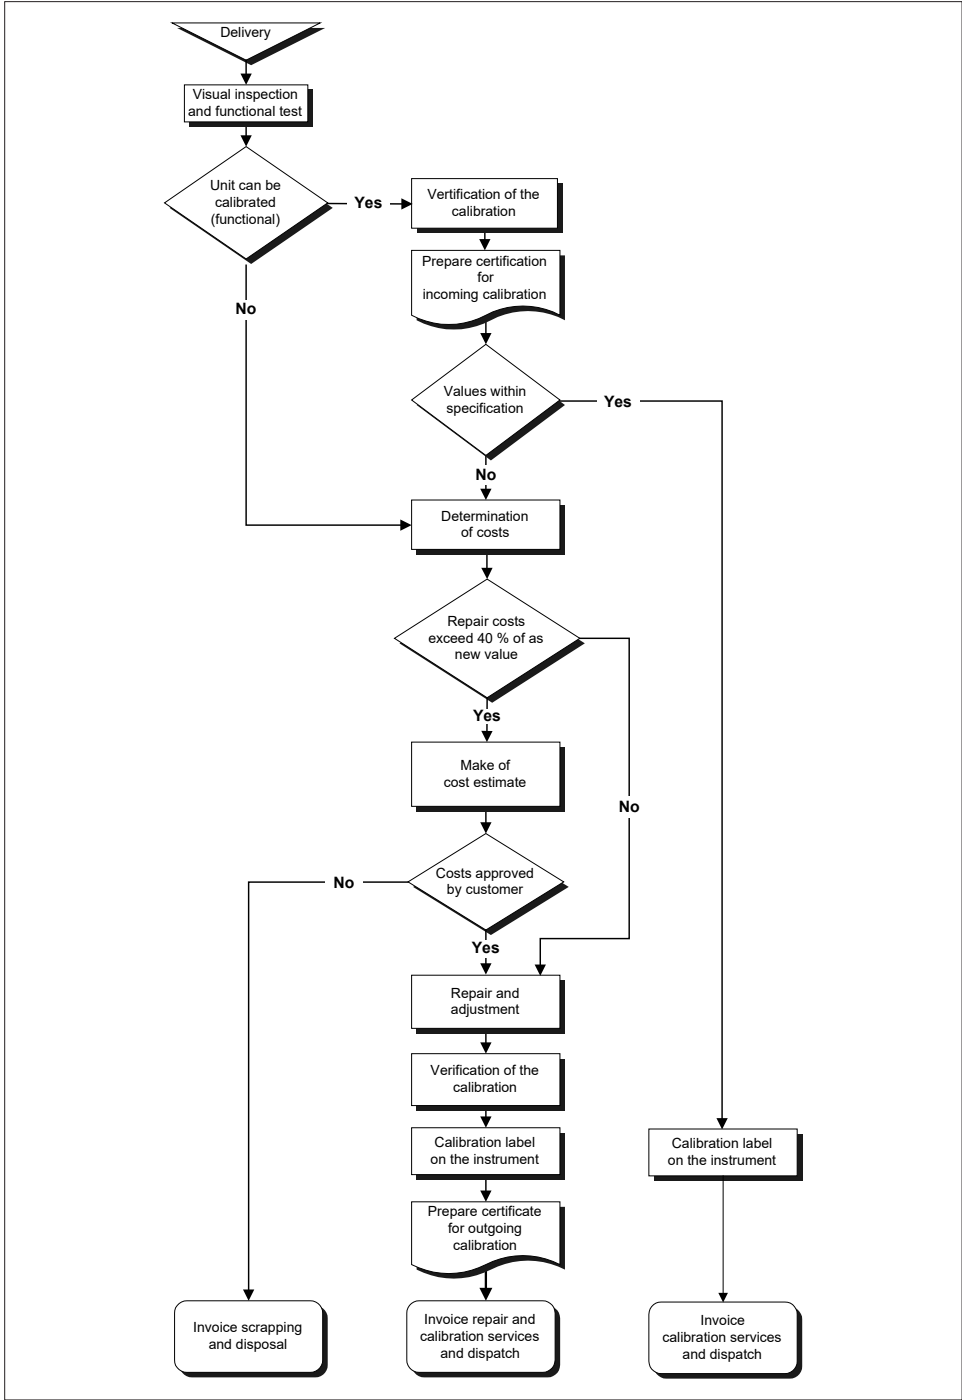 Delivery
Visual inspection
and functional test
Unit can be
calibrated
(functional)
Yes
Vertification of the
calibration
Prepare certification
for
incoming calibration
No
Values within
specification
Yes
No
Determination
of costs
Repair costs
exceed 40 % of as
new value
Yes
Make of
cost estimate
No
Costs approved
by customer
No
Yes
Repair and
adjustment
Verification of the
calibration
Calibration label
on the instrument
Calibration label
on the instrument
Prepare certificate
for outgoing
calibration
Invoice scrapping
and disposal
Invoice repair and
calibration services
and dispatch
Invoice
calibration services
and dispatch